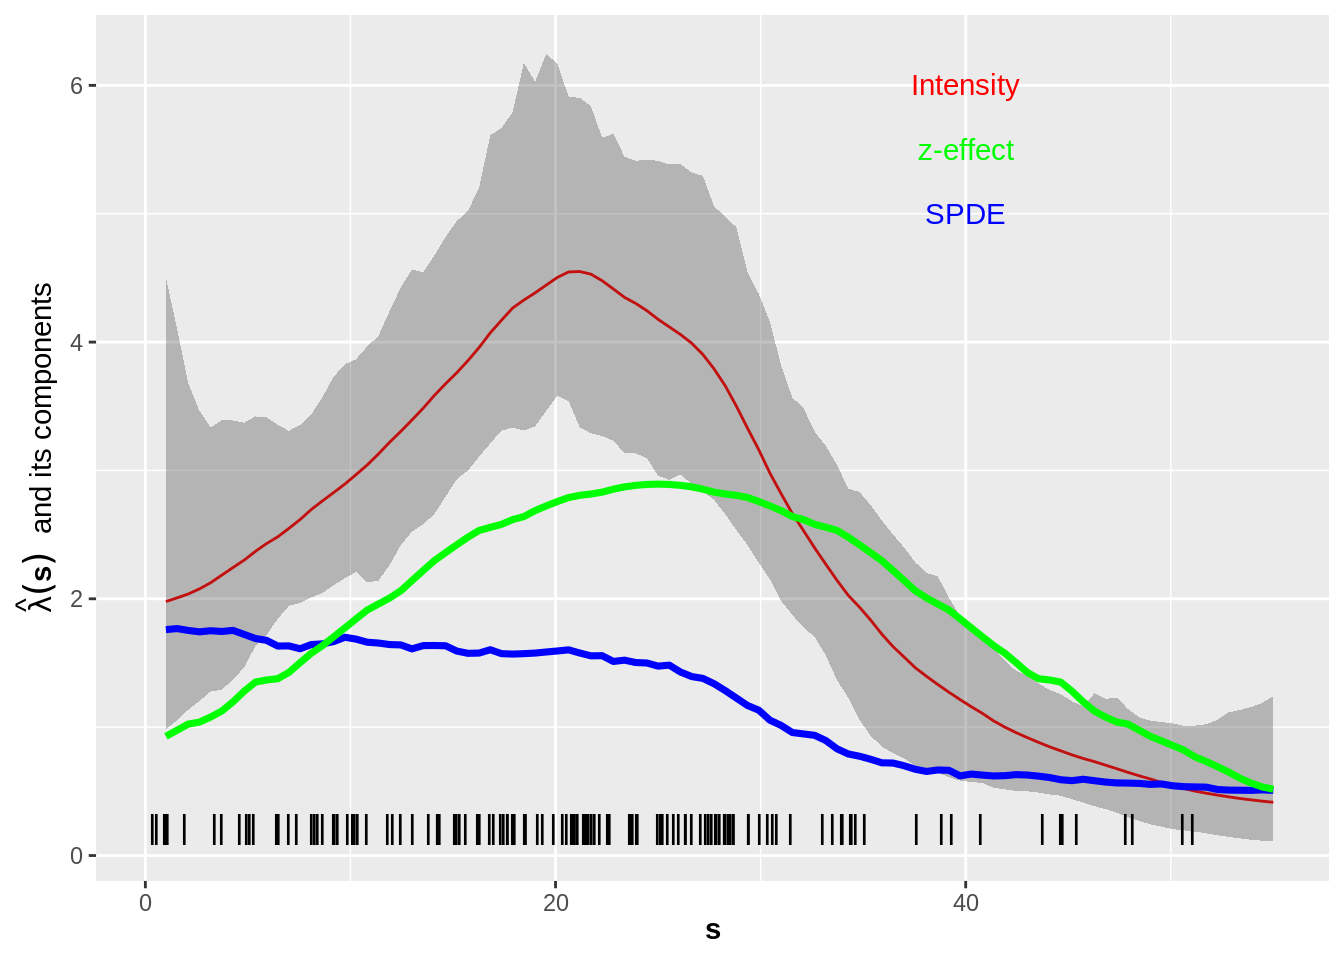 λ̂(s) and its components
6
4
2
0
Intensity
z-effect
SPDE
0 20 40
s